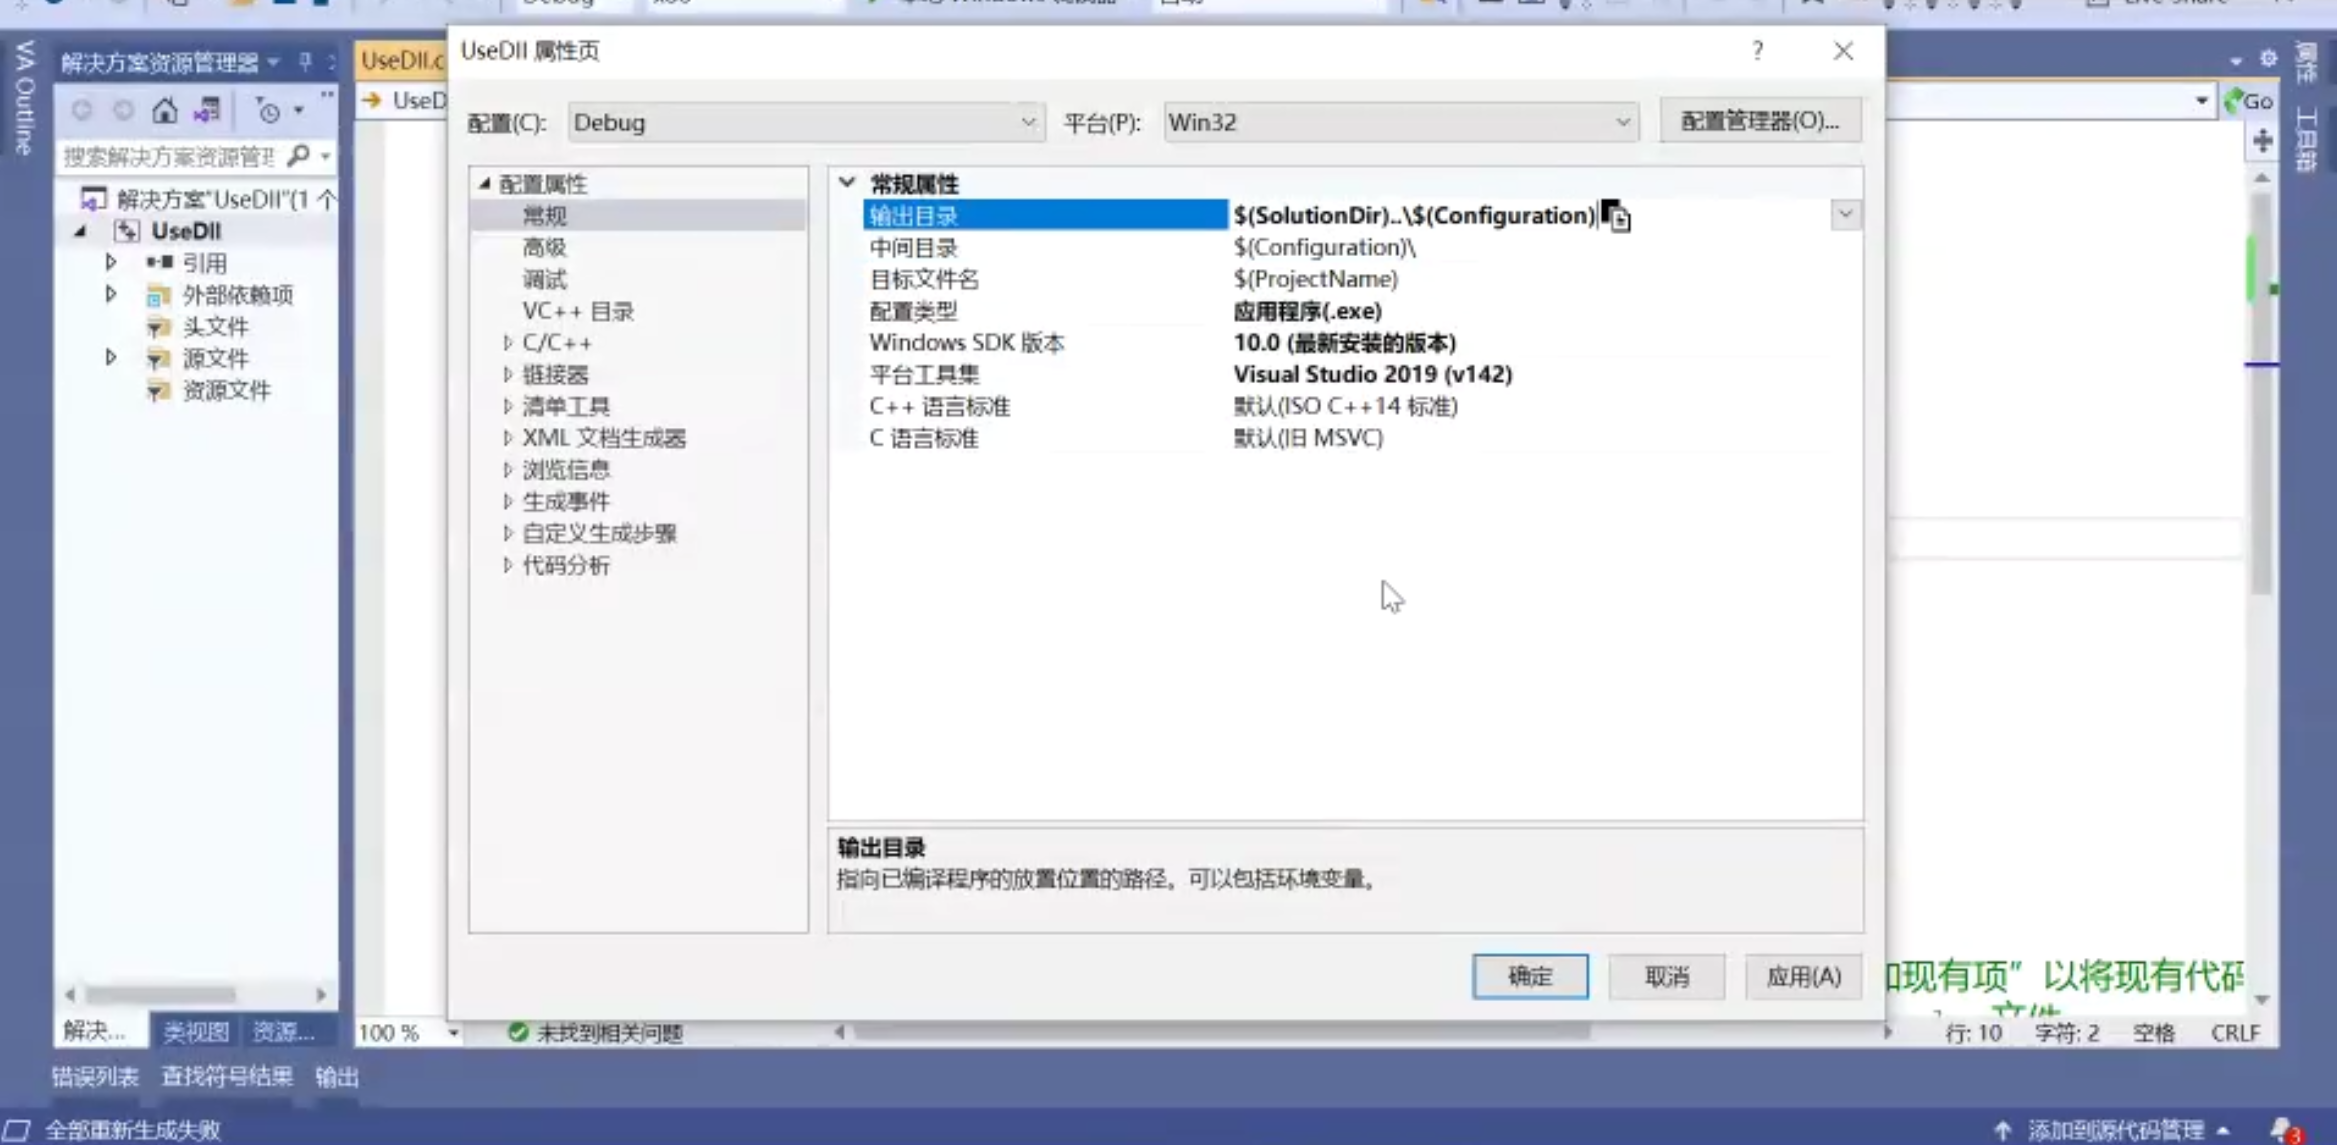 UseDll 属性页
配置(C):
Debug
平台(P):
Win32
配置管理器(O)...
配置属性
常规
高级
调试
VC++ 目录
C/C++
链接器
清单工具
XML 文档生成器
浏览信息
生成事件
自定义生成步骤
代码分析
常规属性
输出目录 $(SolutionDir)..\$(Configuration)
中间目录 $(Configuration)\
目标文件名 $(ProjectName)
配置类型 应用程序(.exe)
Windows SDK 版本 10.0 (最新安装的版本)
平台工具集 Visual Studio 2019 (v142)
C++ 语言标准 默认(ISO C++14 标准)
C 语言标准 默认(旧 MSVC)
输出目录
指向已编译程序的放置位置的路径。可以包括环境变量。
确定
取消
应用(A)
VA Outline
解决方案资源管理器
搜索解决方案资源管理
解决方案"UseDll"(1 个
UseDll
引用
外部依赖项
头文件
源文件
资源文件
解决...
类视图
资源...
UseDll.c
UseD
Go
属性
工具箱
加现有项”以将现有代码
100 %
未找到相关问题
行: 10
字符: 2
空格
CRLF
错误列表
查找符号结果
输出
全部重新生成失败
添加到源代码管理
3